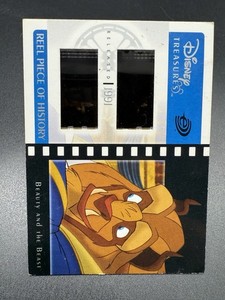 REEL PIECE OF HISTORY
RELEASED 1991
Disney
TREASURES
BEAUTY AND THE BEAST